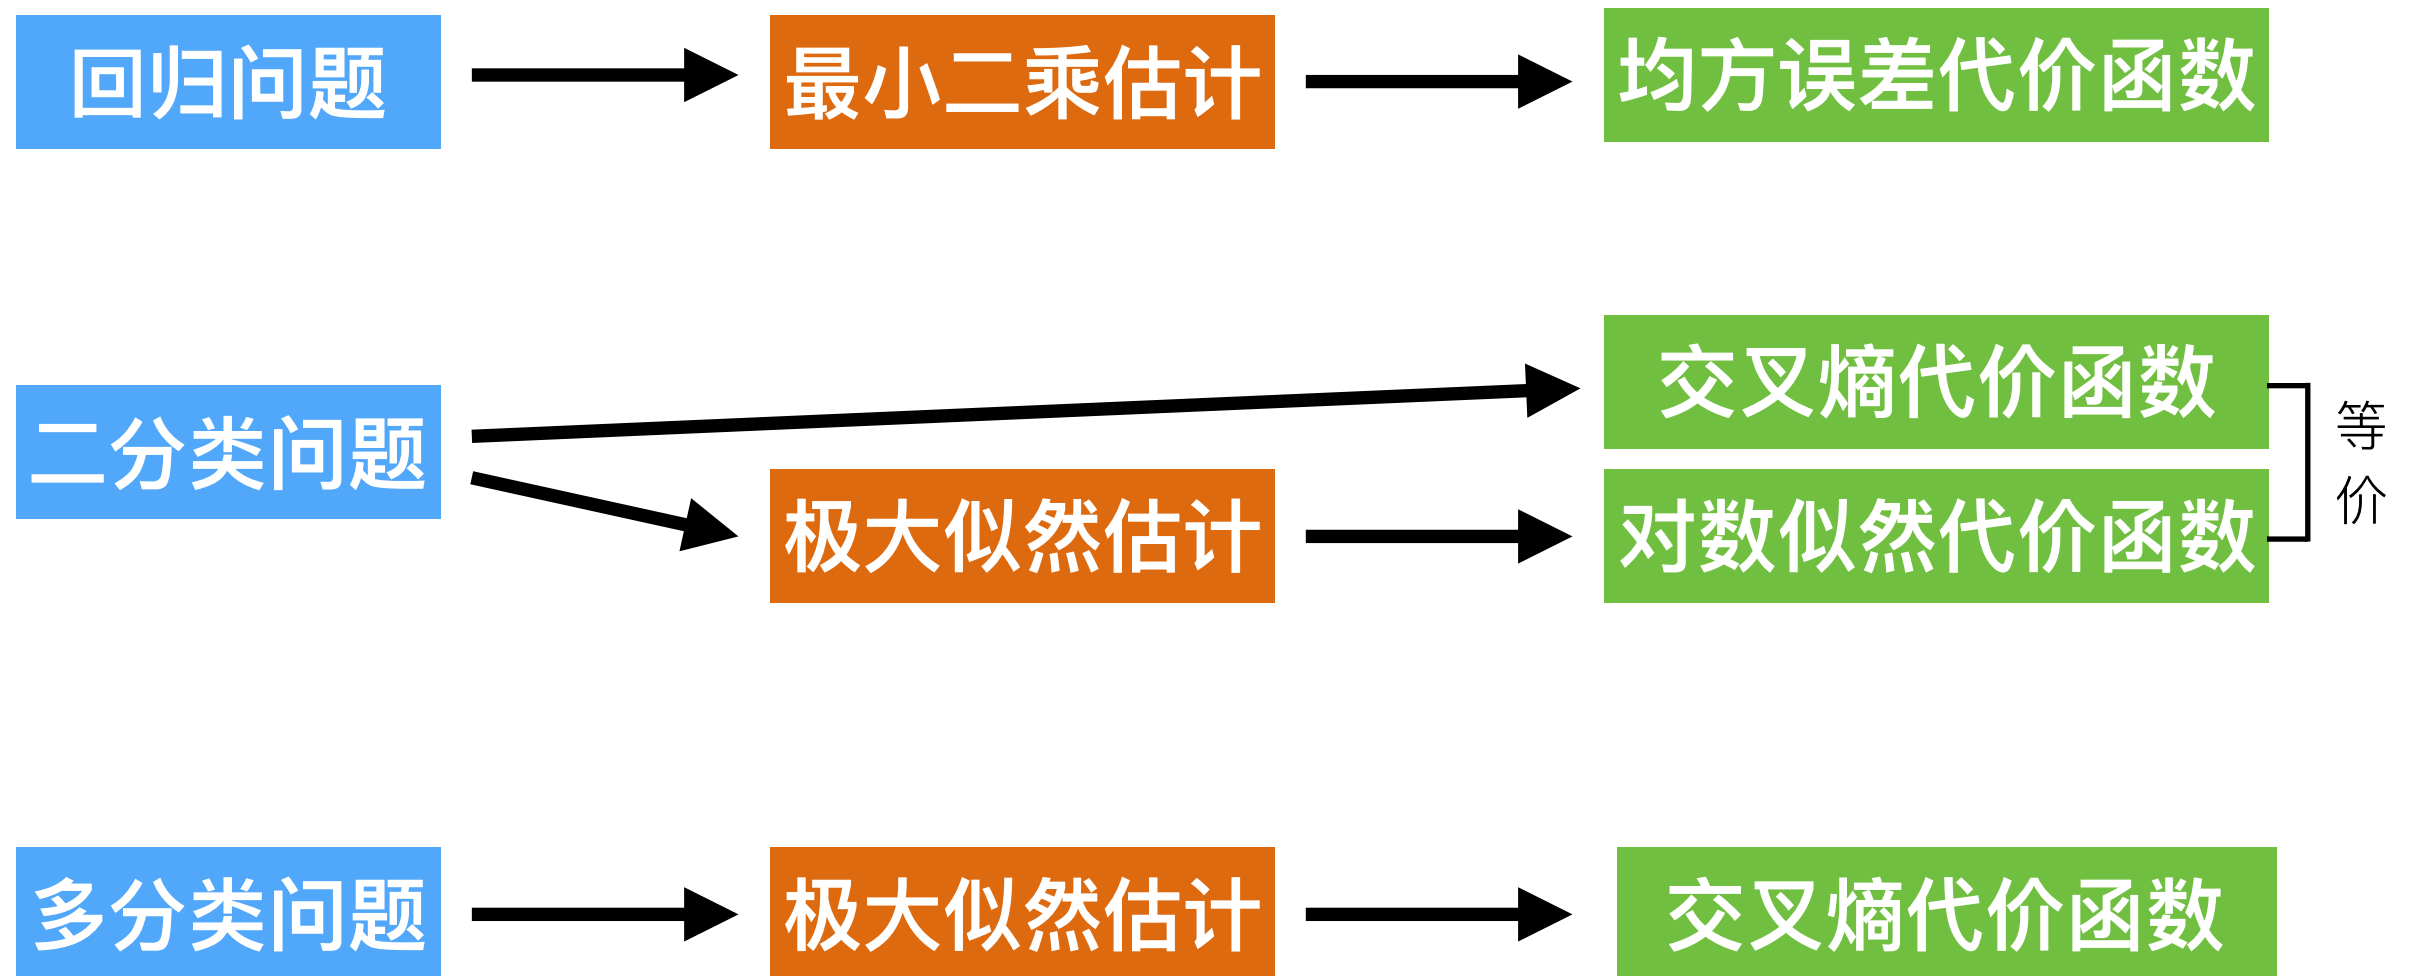 回归问题
最小二乘估计
均方误差代价函数
二分类问题
交叉熵代价函数
极大似然估计
对数似然代价函数
等价
多分类问题
极大似然估计
交叉熵代价函数